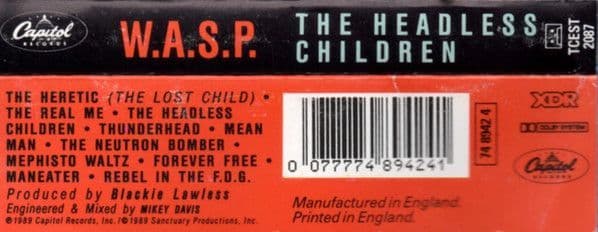 Capitol
RECORDS
W.A.S.P.
THE HEADLESS
CHILDREN
TCEST
2087
THE HERETIC (THE LOST CHILD) •
THE REAL ME • THE HEADLESS
CHILDREN • THUNDERHEAD • MEAN
MAN • THE NEUTRON BOMBER •
MEPHISTO WALTZ • FOREVER FREE •
MANEATER • REBEL IN THE F.D.G.
Produced by Blackie Lawless
Engineered & Mixed by MIKEY DAVIS
℗1989 Capitol Records, Inc./©1989 Sanctuary Productions, Inc.
0 077774 894241
74 8942 4
Manufactured in England.
Printed in England.
XDR
DOLBY SYSTEM
Capitol